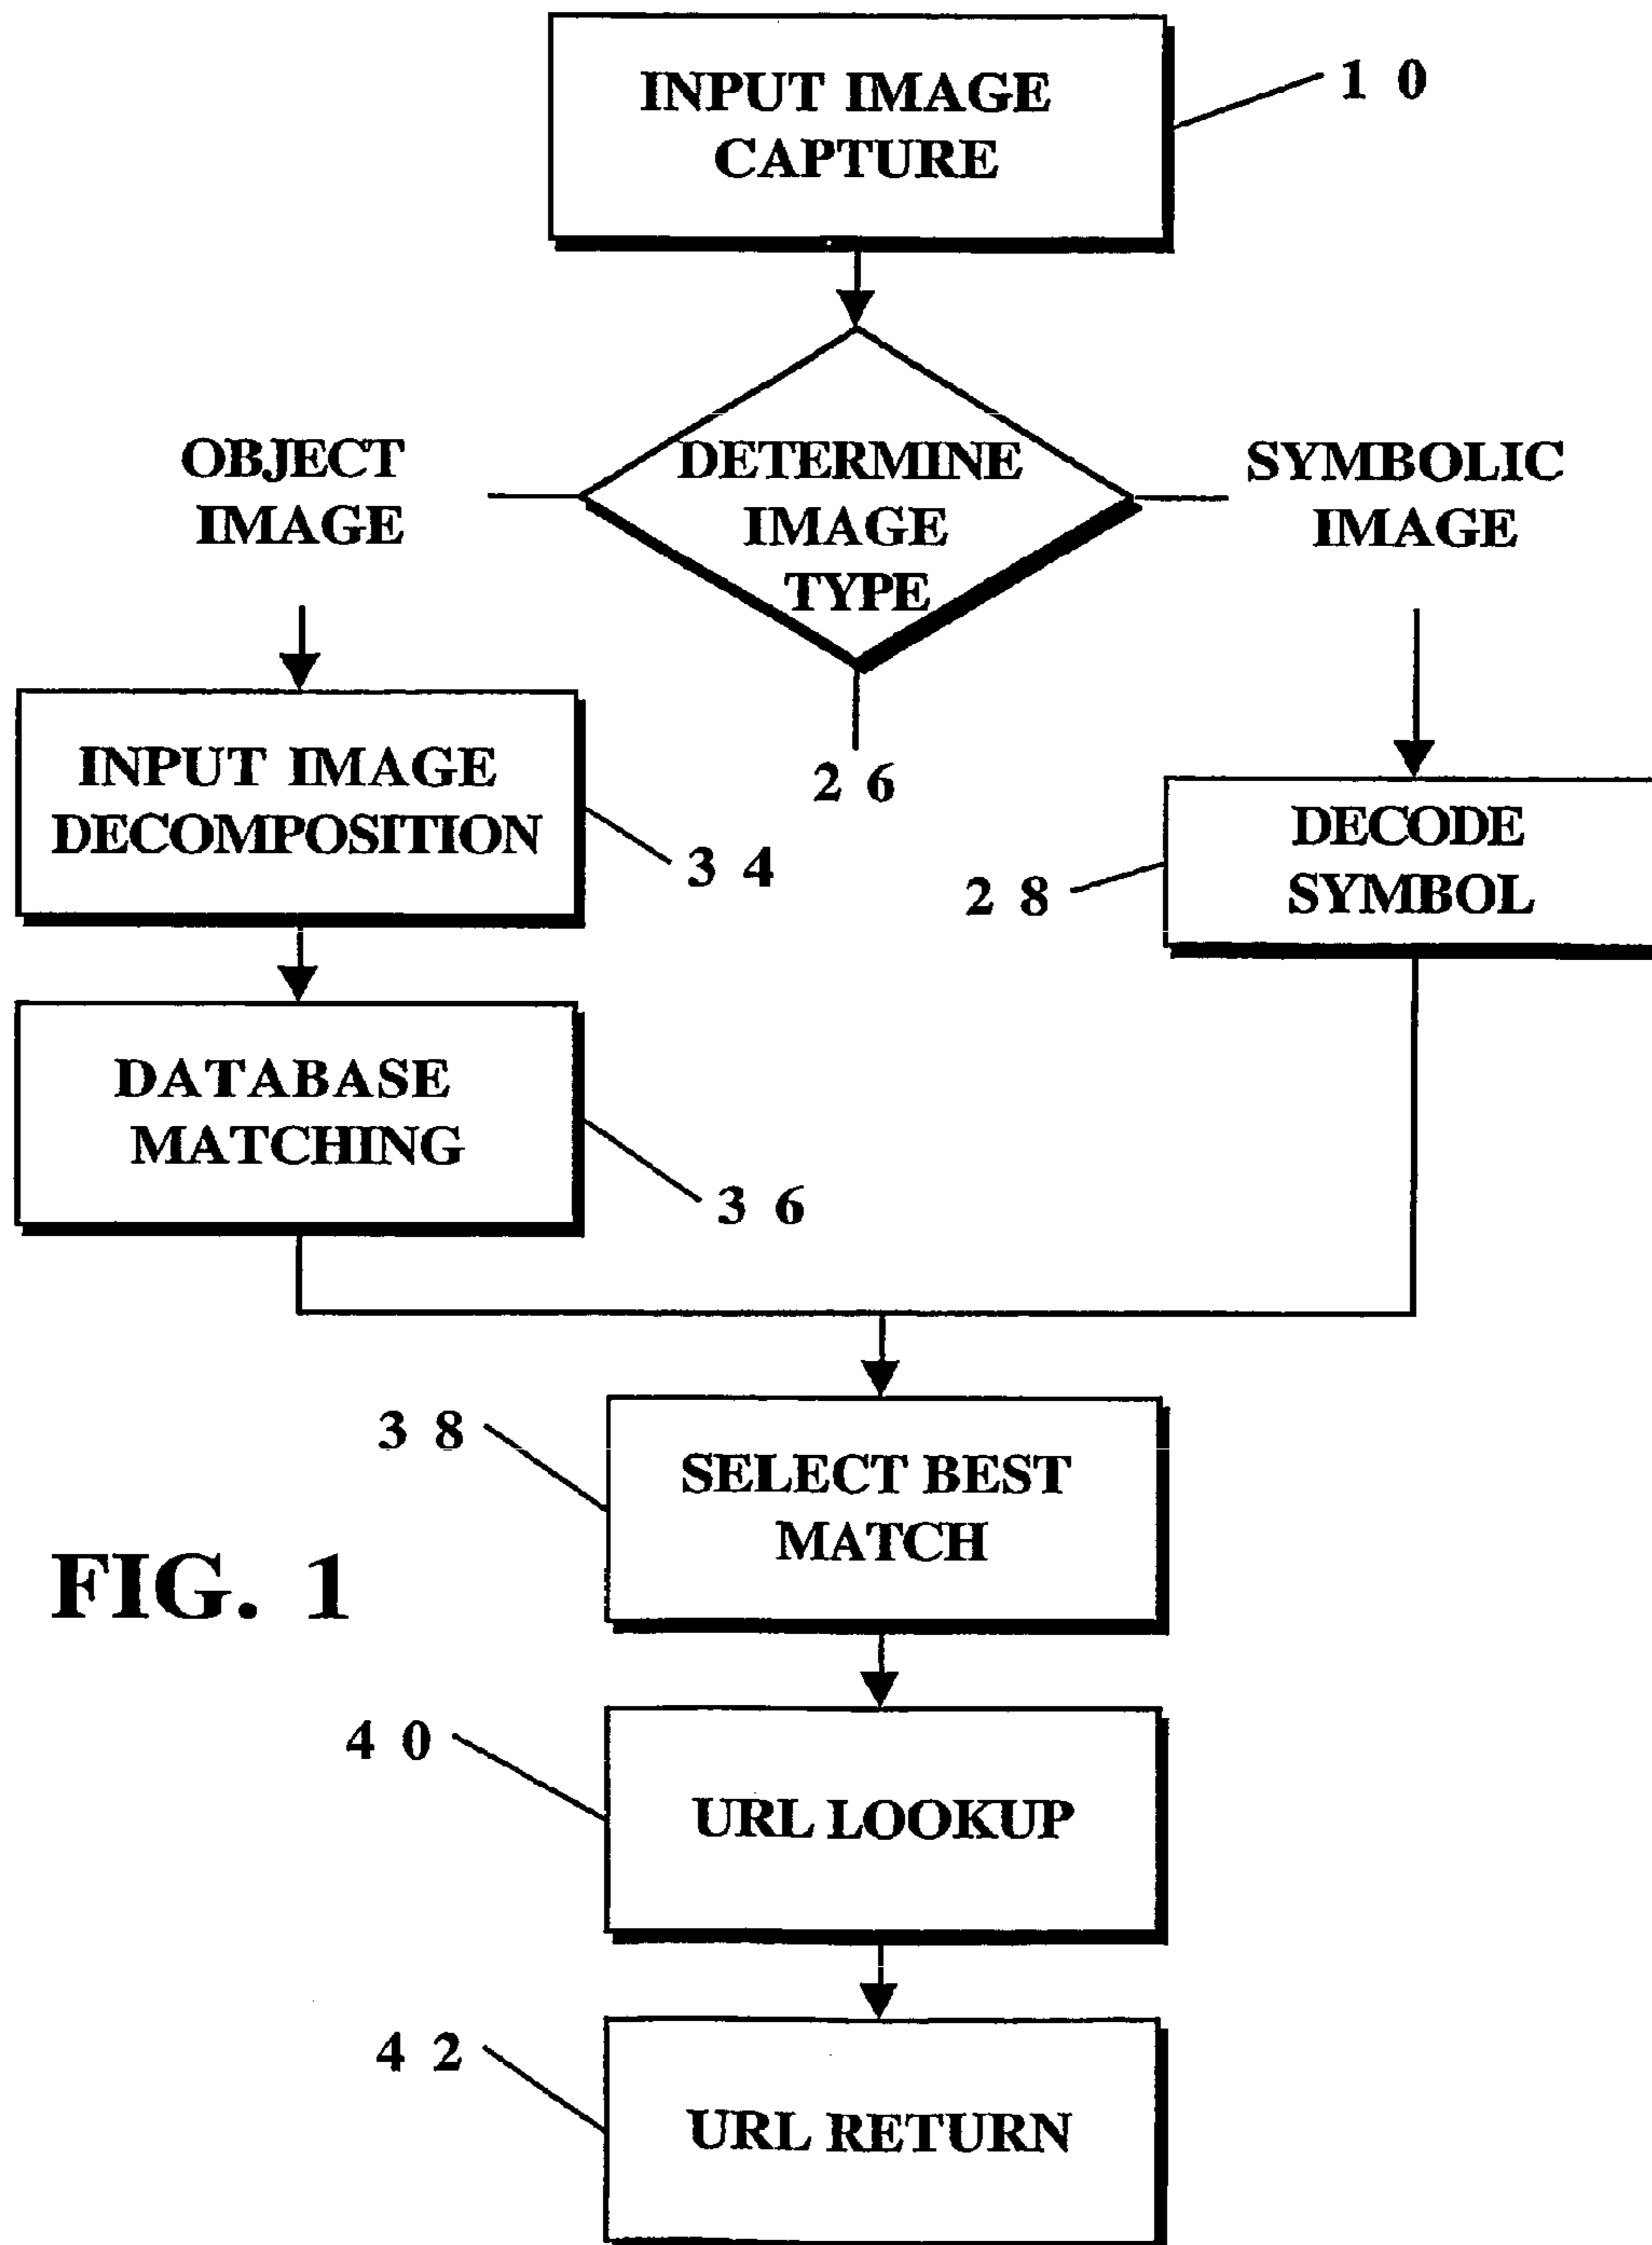 INPUT IMAGE
CAPTURE
1 0
OBJECT
IMAGE
DETERMINE
IMAGE
TYPE
SYMBOLIC
IMAGE
2 6
INPUT IMAGE
DECOMPOSITION
3 4
2 8
DECODE
SYMBOL
DATABASE
MATCHING
3 6
3 8
SELECT BEST
MATCH
FIG. 1
4 0
URL LOOKUP
4 2
URL RETURN